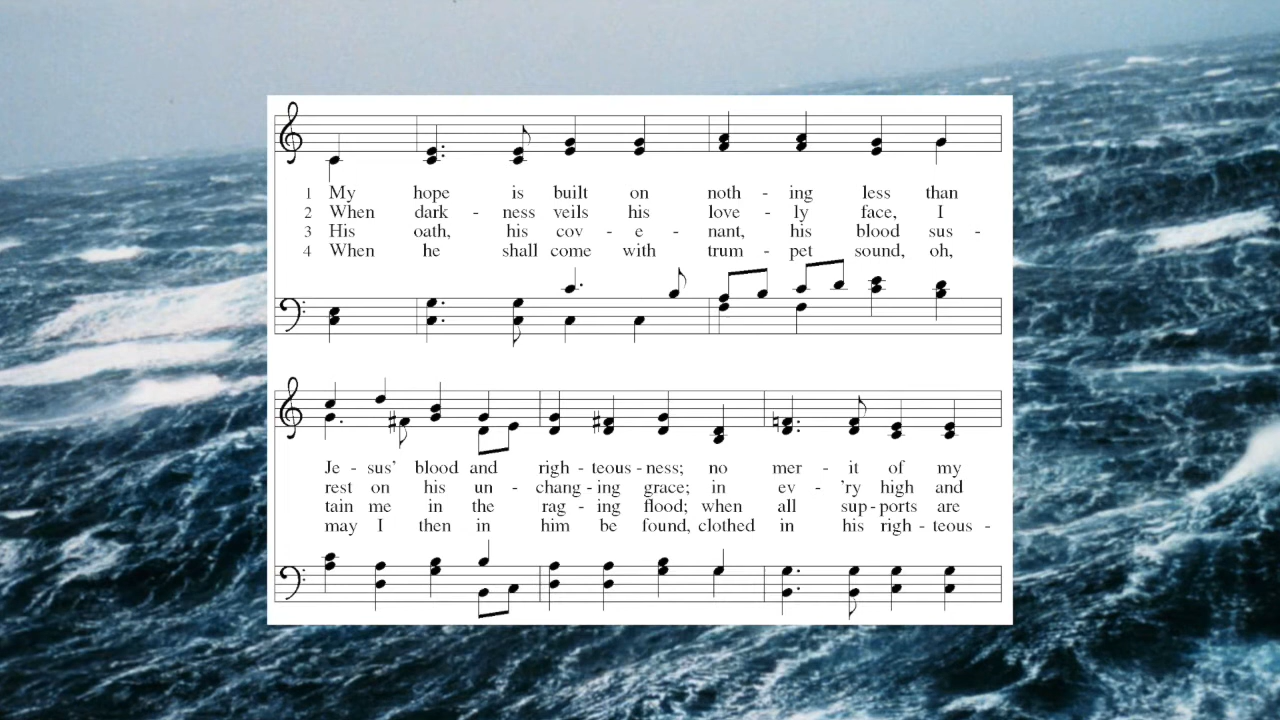 1 My hope is built on noth - ing less than
2 When dark - ness veils his love - ly face, I
3 His oath, his cov - e - nant, his blood sus -
4 When he shall come with trum - pet sound, oh,
Je - sus' blood and righ - teous - ness; no mer - it of my
rest on his un - chang - ing grace; in ev - 'ry high and
tain me in the rag - ing flood; when all sup - ports are
may I then in him be found, clothed in his righ - teous -